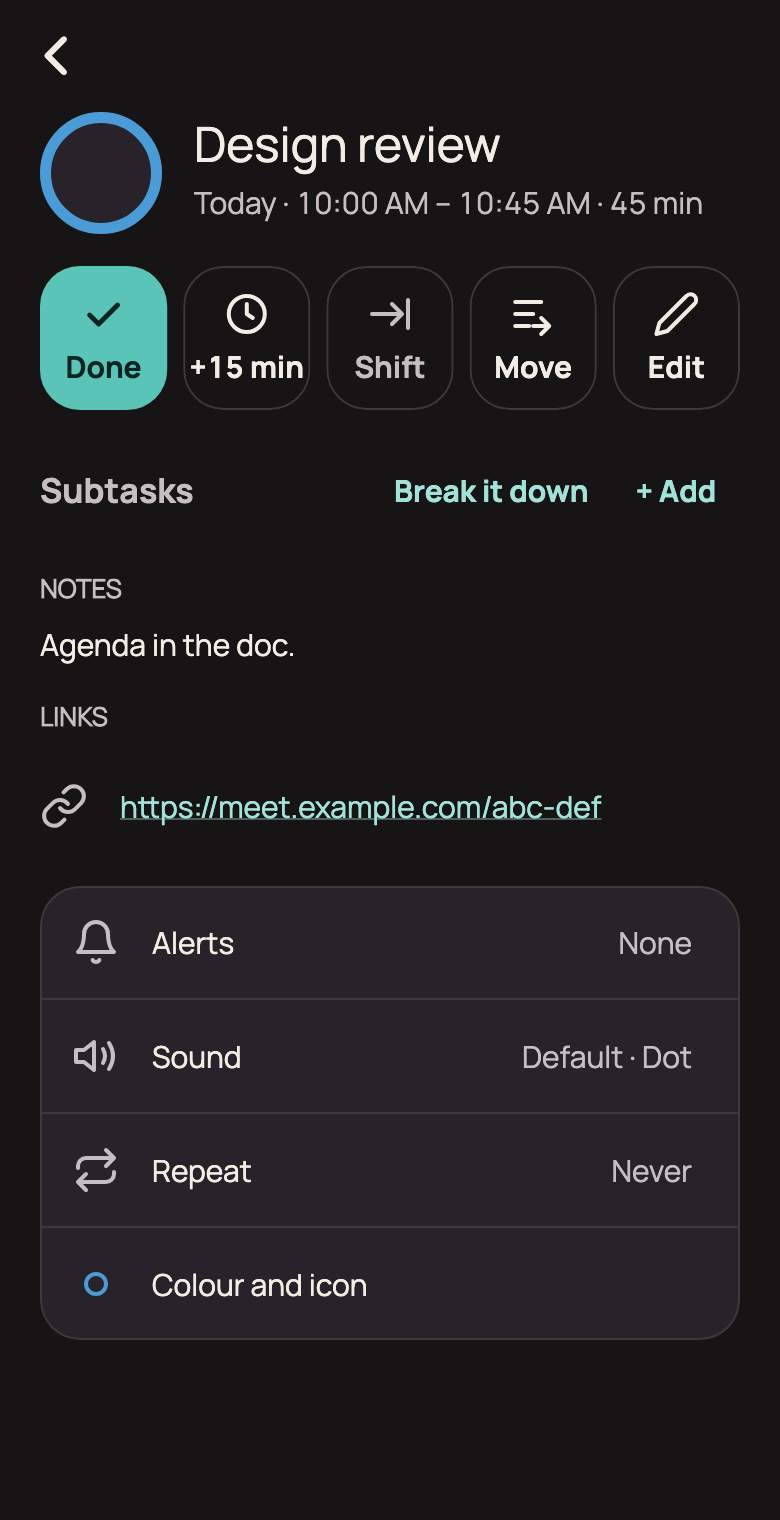 Design review
Today · 10:00 AM – 10:45 AM · 45 min
Done
+15 min
Shift
Move
Edit
Subtasks
Break it down
+ Add
NOTES
Agenda in the doc.
LINKS
https://meet.example.com/abc-def
Alerts
None
Sound
Default · Dot
Repeat
Never
Colour and icon